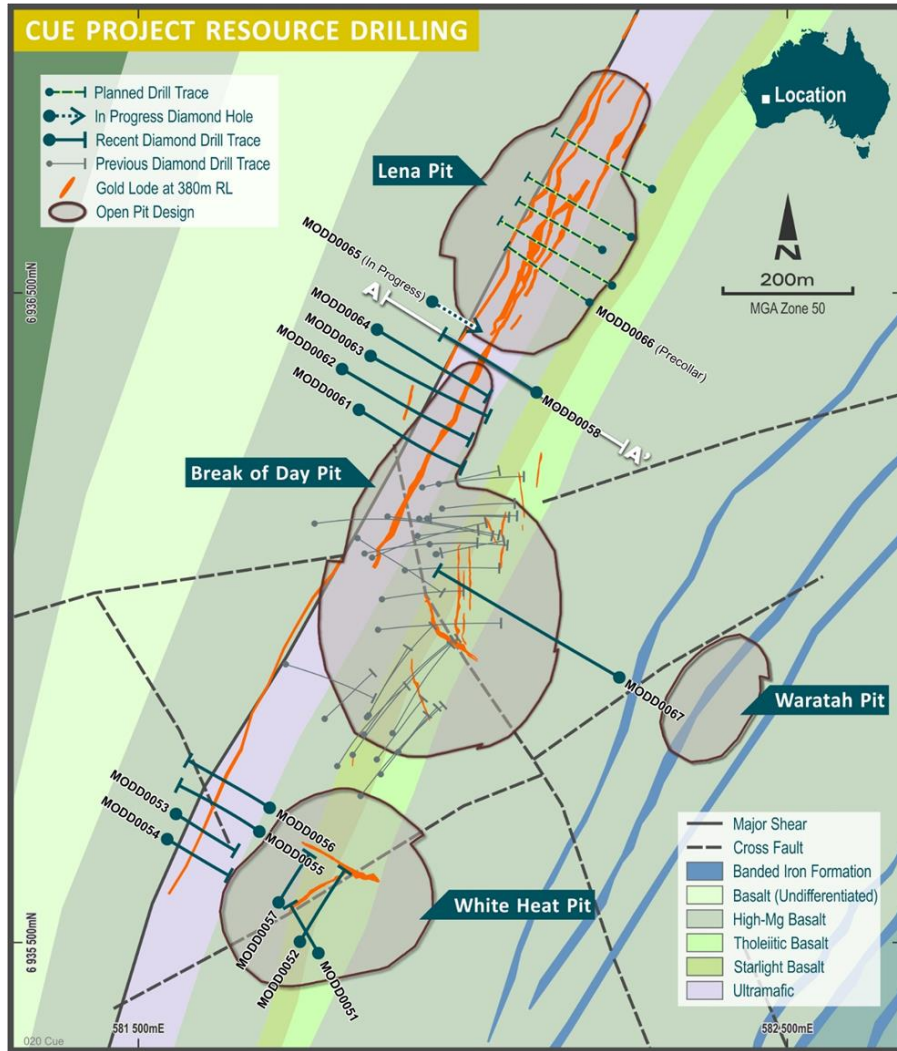 CUE PROJECT RESOURCE DRILLING
Planned Drill Trace
In Progress Diamond Hole
Recent Diamond Drill Trace
Previous Diamond Drill Trace
Gold Lode at 380m RL
Open Pit Design
Location
Lena Pit
N
200m
MGA Zone 50
6 936 500mN
MODD0065 (In Progress)
A
MODD0064
MODD0063
MODD0062
MODD0061
MODD0066 (Precollar)
MODD0058
A'
Break of Day Pit
MODD0067
Waratah Pit
MODD0053
MODD0054
MODD0056
MODD0055
MODD0057
MODD0052
MODD0051
White Heat Pit
6 935 500mN
Major Shear
Cross Fault
Banded Iron Formation
Basalt (Undifferentiated)
High-Mg Basalt
Tholeiitic Basalt
Starlight Basalt
Ultramafic
020 Cue
581 500mE
582 500mE